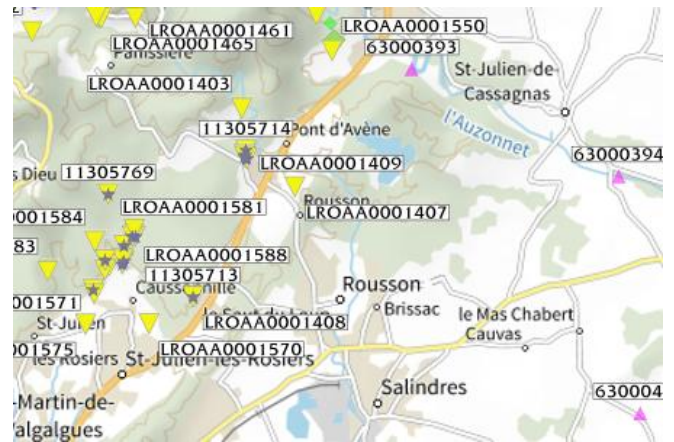 LROAA0001550
LROAA0001461
LROAA0001465
63000393
Panissière
St-Julien-de-
Cassagnas
LROAA0001403
l'Auzonnet
11305714
Pont d'Avène
63000394
LROAA0001409
s Dieu
11305769
Rousson
LROAA0001581
LROAA0001407
001584
83
LROAA0001588
11305713
Rousson
001571
Brissac
le Mas Chabert
St-Julien
LROAA0001408
Cauvas
001575
LROAA0001570
les Rosiers
St-Julien-les-Rosiers
Salindres
630004
-Martin-de-
algalgues